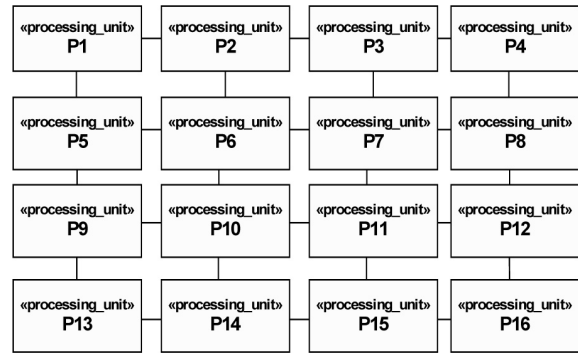 «processing_unit» «processing_unit» «processing_unit» «processing_unit»
P1 P2 P3 P4
«processing_unit» «processing_unit» «processing_unit» «processing_unit»
P5 P6 P7 P8
«processing_unit» «processing_unit» «processing_unit» «processing_unit»
P9 P10 P11 P12
«processing_unit» «processing_unit» «processing_unit» «processing_unit»
P13 P14 P15 P16